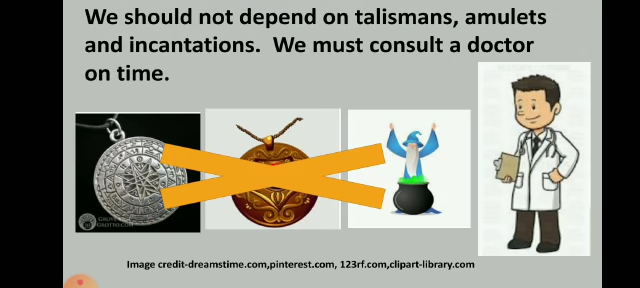 We should not depend on talismans, amulets
and incantations. We must consult a doctor
on time.
Image credit-dreamstime.com,pinterest.com, 123rf.com,clipart-library.com